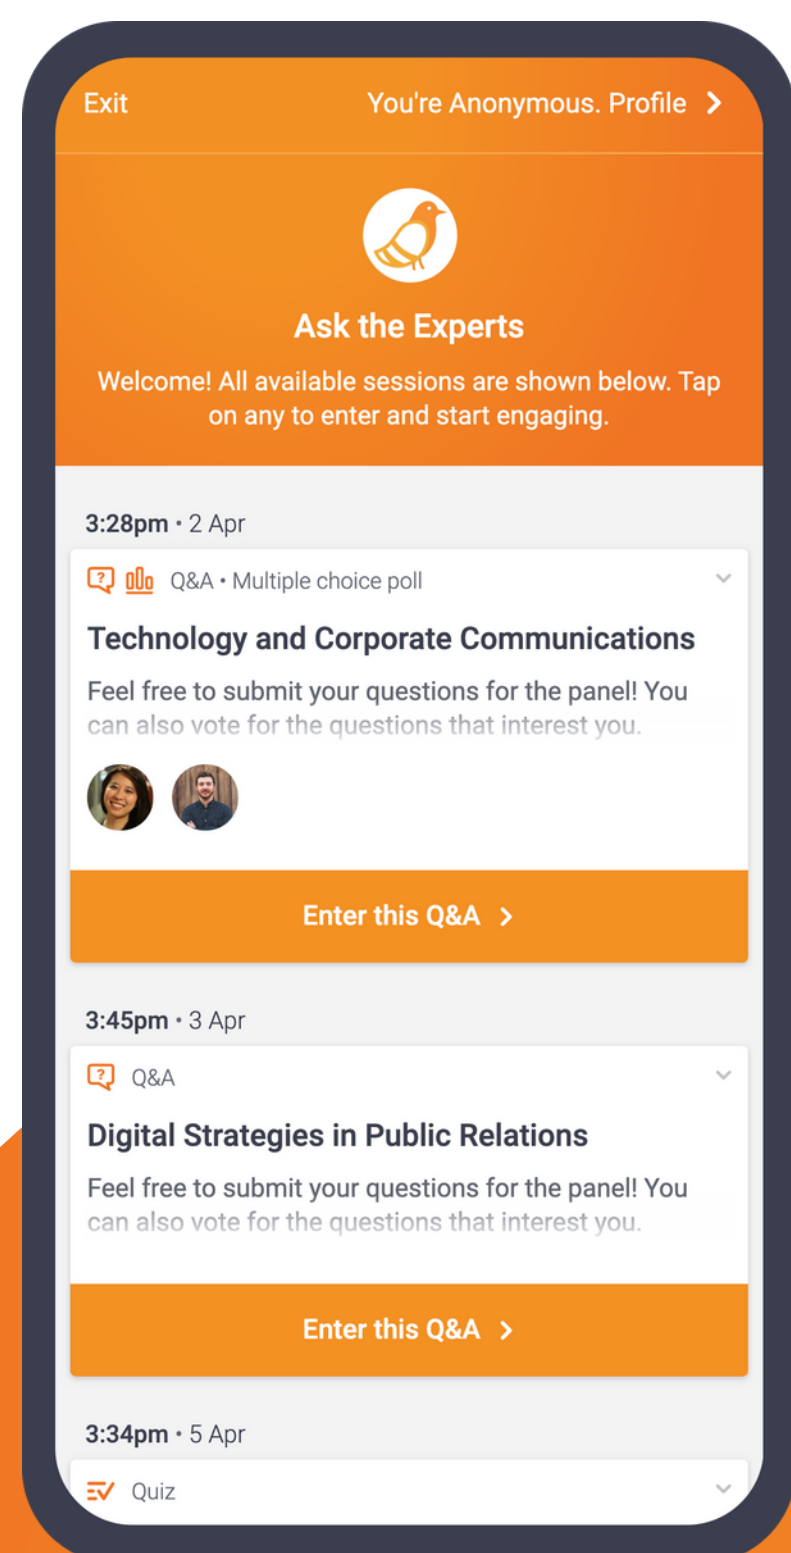 Exit
You're Anonymous. Profile
Ask the Experts
Welcome! All available sessions are shown below. Tap
on any to enter and start engaging.
3:28pm • 2 Apr
Q&A • Multiple choice poll
Technology and Corporate Communications
Feel free to submit your questions for the panel! You
can also vote for the questions that interest you.
Enter this Q&A
3:45pm • 3 Apr
Q&A
Digital Strategies in Public Relations
Feel free to submit your questions for the panel! You
can also vote for the questions that interest you.
Enter this Q&A
3:34pm • 5 Apr
Quiz